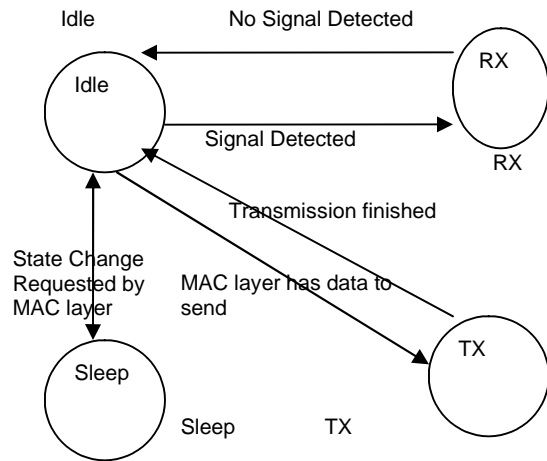 Idle
No Signal Detected
Idle
RX
Signal Detected
RX
Transmission finished
State Change
Requested by
MAC layer
MAC layer has data to
send
Sleep
TX
Sleep
TX